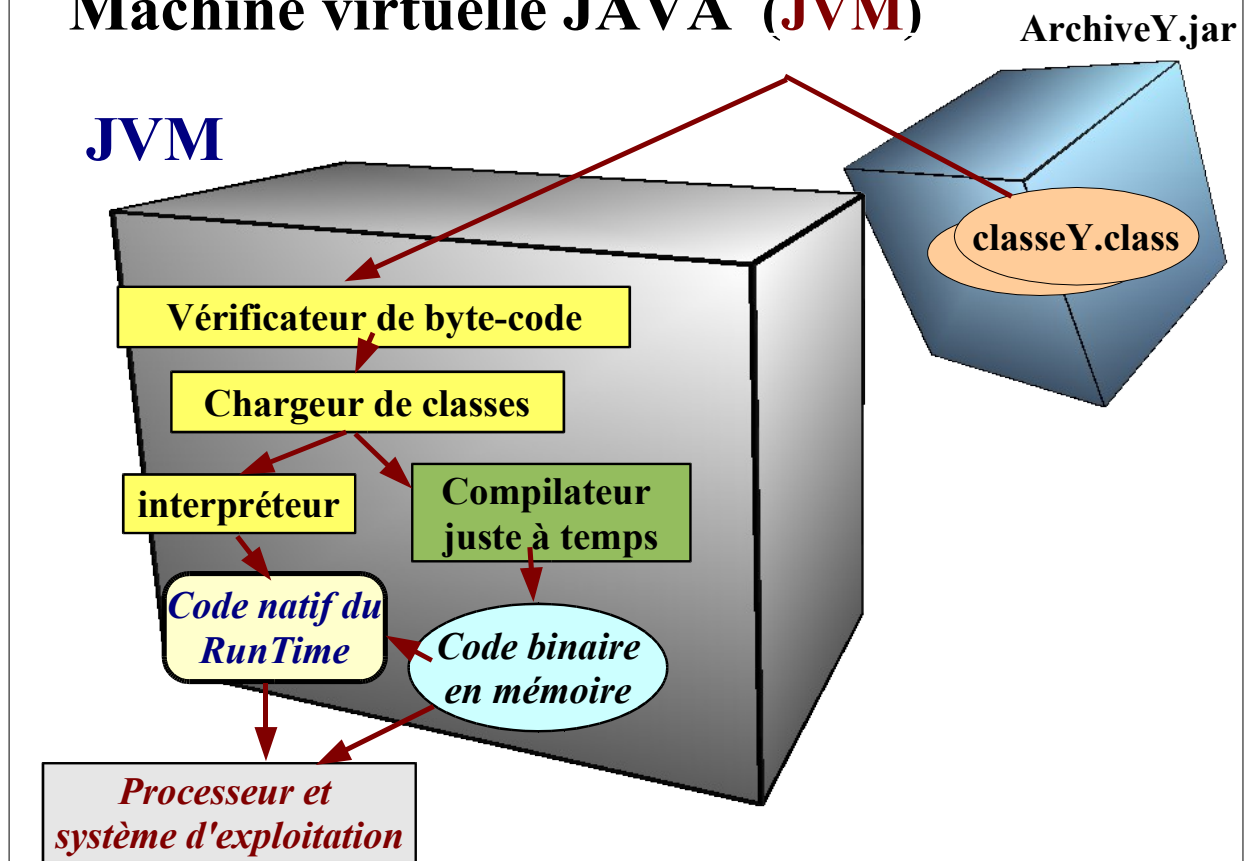 Machine virtuelle JAVA (JVM)
ArchiveY.jar
JVM
classeY.class
Vérificateur de byte-code
Chargeur de classes
interpréteur
Compilateur
juste à temps
Code natif du
RunTime
Code binaire
en mémoire
Processeur et
système d'exploitation